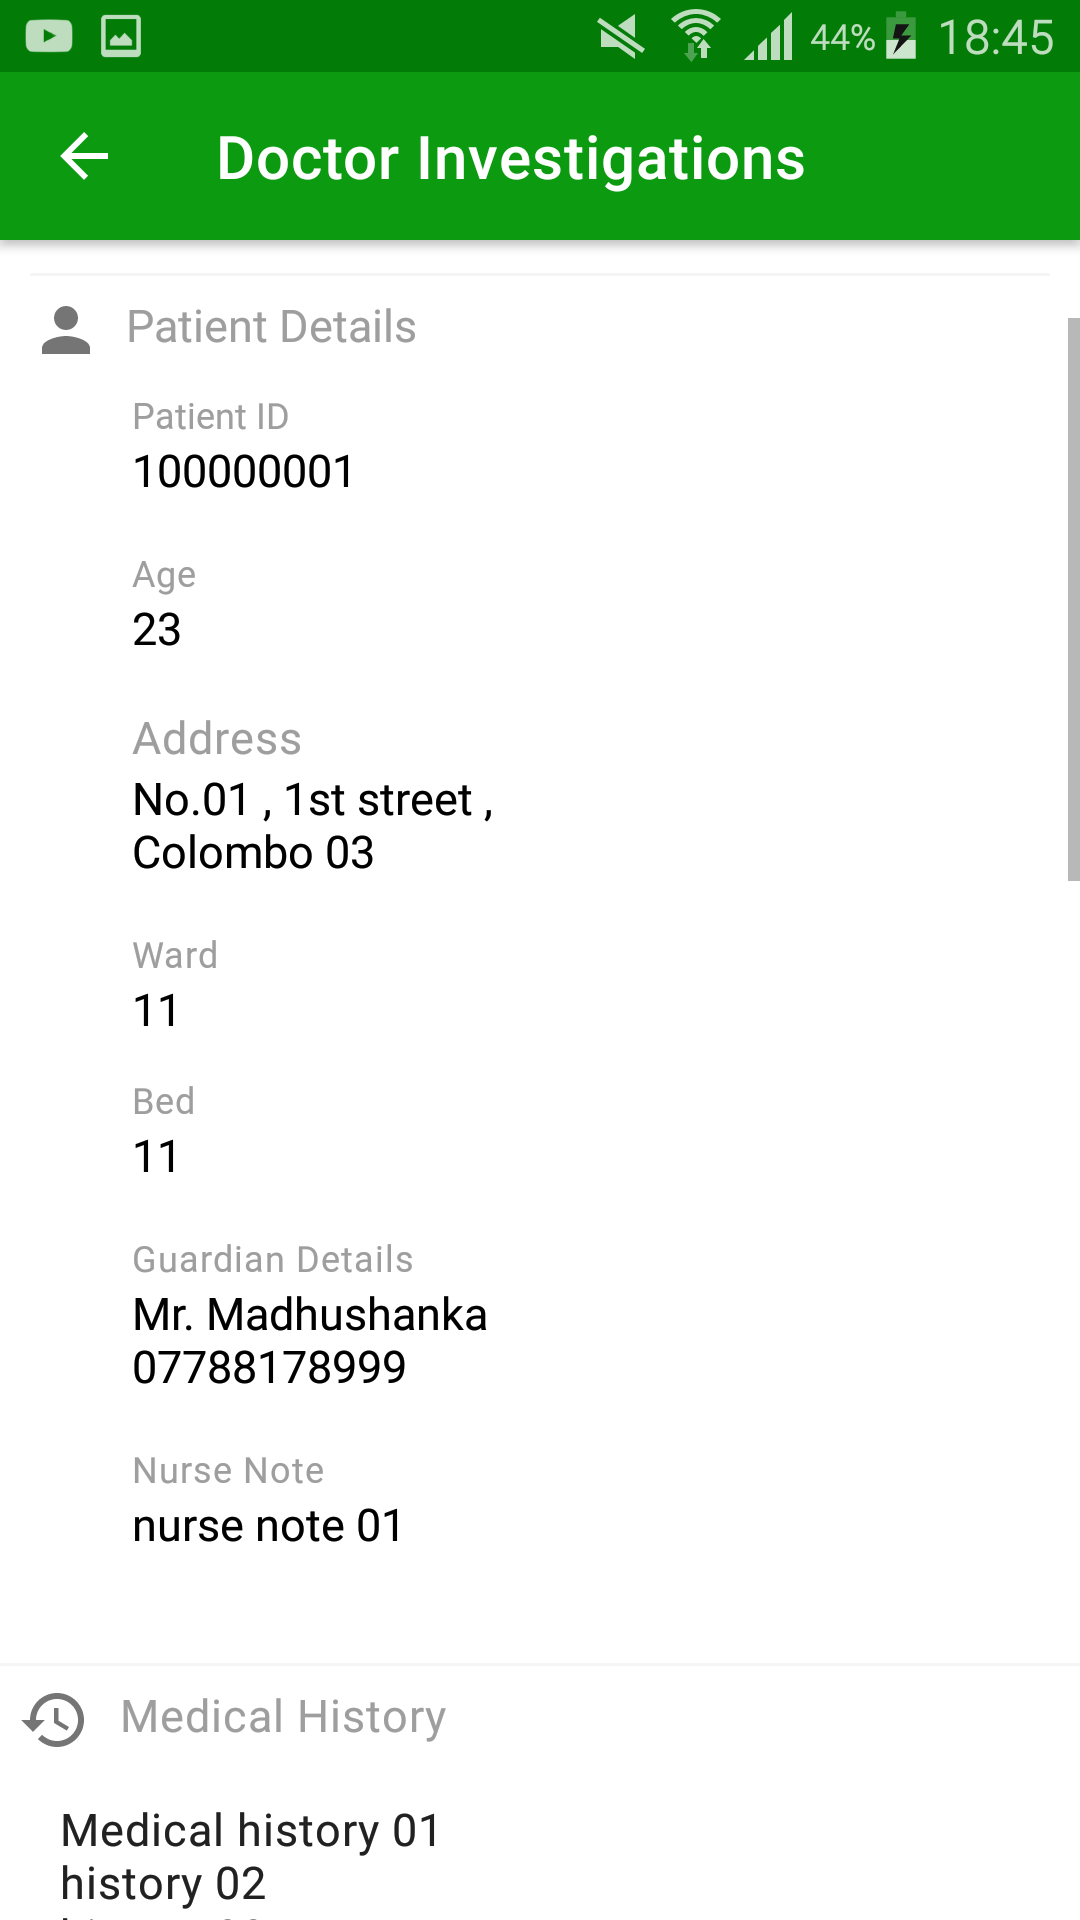 44% 18:45
Doctor Investigations
Patient Details
Patient ID
100000001
Age
23
Address
No.01 , 1st street ,
Colombo 03
Ward
11
Bed
11
Guardian Details
Mr. Madhushanka
07788178999
Nurse Note
nurse note 01
Medical History
Medical history 01
history 02